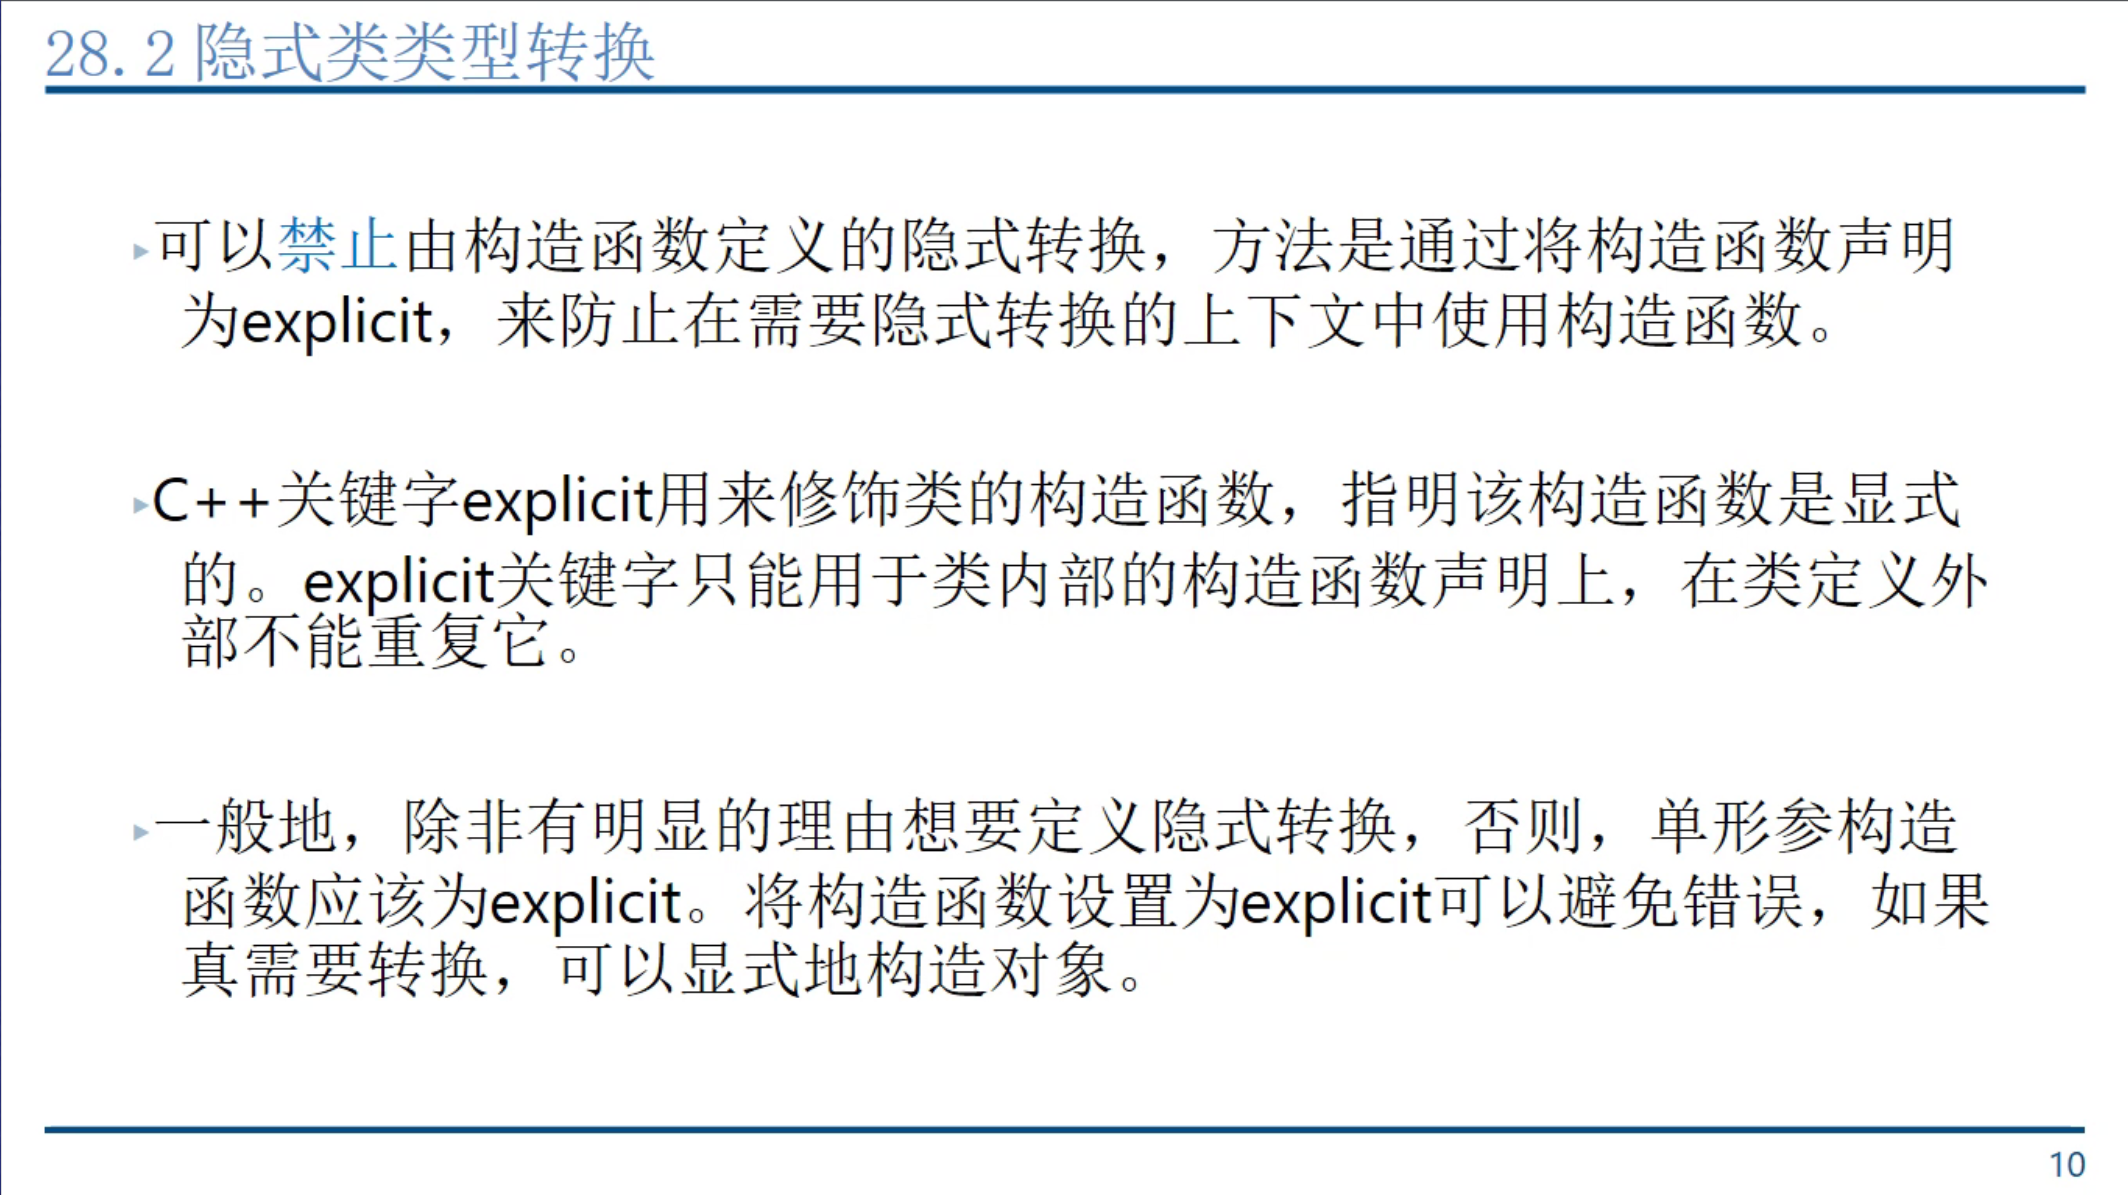 28.2 隐式类类型转换
▸可以禁止由构造函数定义的隐式转换，方法是通过将构造函数声明
为explicit，来防止在需要隐式转换的上下文中使用构造函数。
▸C++关键字explicit用来修饰类的构造函数，指明该构造函数是显式
的。explicit关键字只能用于类内部的构造函数声明上，在类定义外
部不能重复它。
▸一般地，除非有明显的理由想要定义隐式转换，否则，单形参构造
函数应该为explicit。将构造函数设置为explicit可以避免错误，如果
真需要转换，可以显式地构造对象。
10